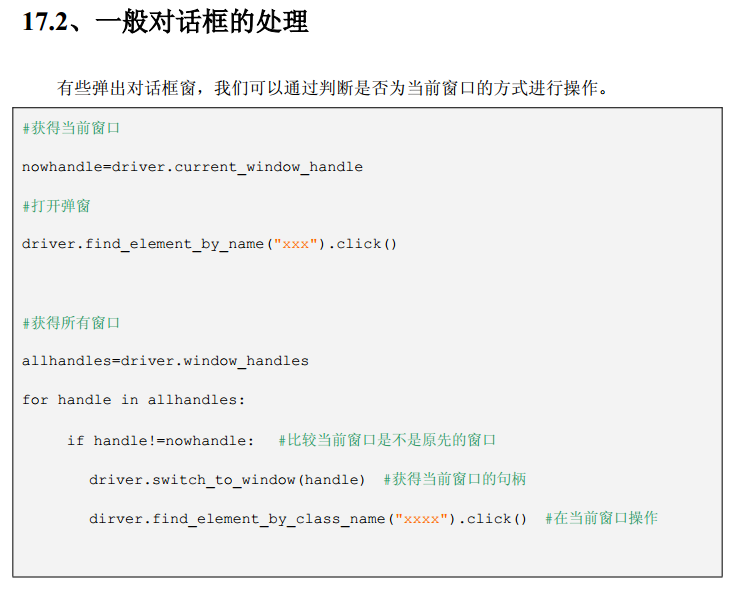 17.2、一般对话框的处理
有些弹出对话框窗，我们可以通过判断是否为当前窗口的方式进行操作。
#获得当前窗口
nowhandle=driver.current_window_handle
#打开弹窗
driver.find_element_by_name("xxx").click()
#获得所有窗口
allhandles=driver.window_handles
for handle in allhandles:
if handle!=nowhandle: #比较当前窗口是不是原先的窗口
driver.switch_to_window(handle) #获得当前窗口的句柄
dirver.find_element_by_class_name("xxxx").click() #在当前窗口操作